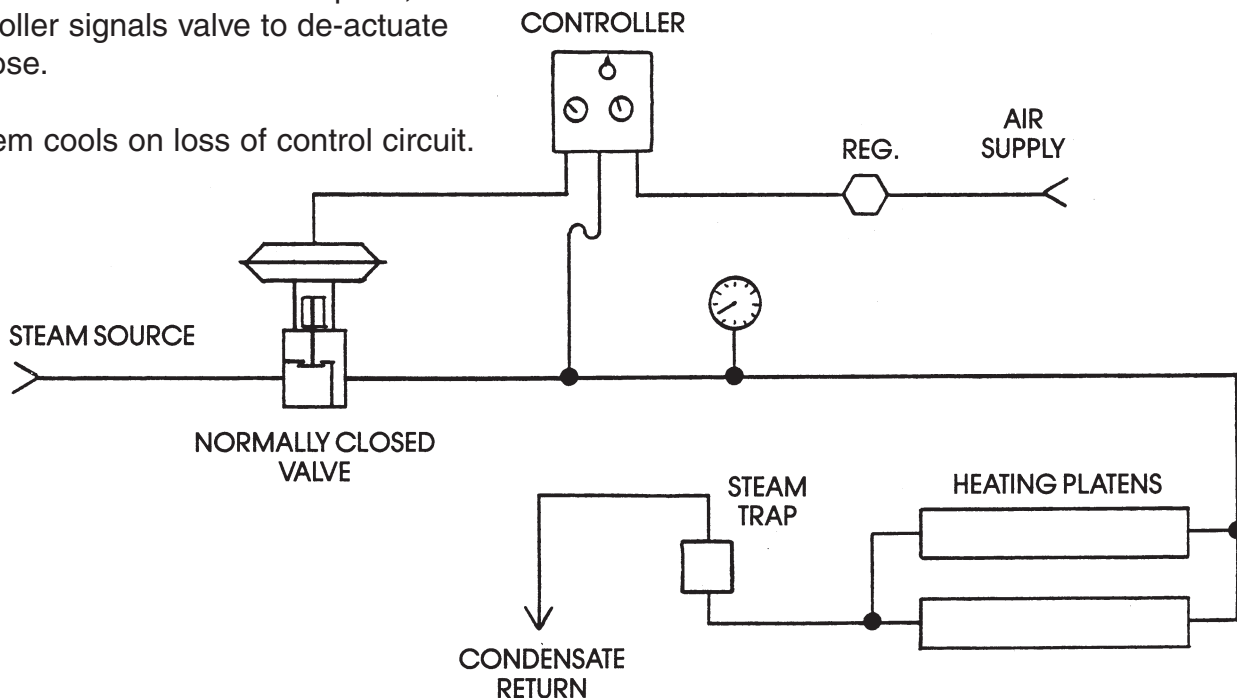 oller signals valve to de-actuate
ose.
em cools on loss of control circuit.
CONTROLLER
AIR
SUPPLY
REG.
STEAM SOURCE
NORMALLY CLOSED
VALVE
STEAM
TRAP
HEATING PLATENS
CONDENSATE
RETURN